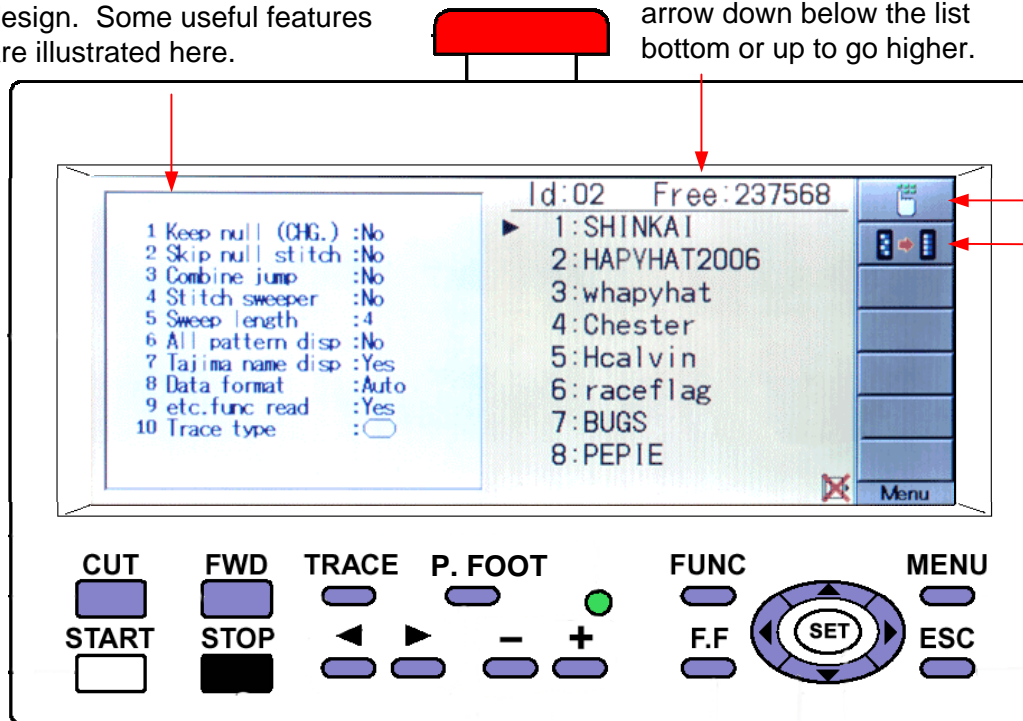 esign. Some useful features
re illustrated here.
arrow down below the list
bottom or up to go higher.
1 Keep null (CHG.) :No
2 Skip null stitch :No
3 Combine jump :No
4 Stitch sweeper :No
5 Sweep length :4
6 All pattern disp :No
7 Tajima name disp :Yes
8 Data format :Auto
9 etc.func read :Yes
10 Trace type :
Id:02 Free:237568
1:SHINKAI
2:HAPYHAT2006
3:whapyhat
4:Chester
5:Hcalvin
6:raceflag
7:BUGS
8:PEPIE
Menu
CUT FWD TRACE P. FOOT FUNC MENU
START STOP - + F.F SET ESC